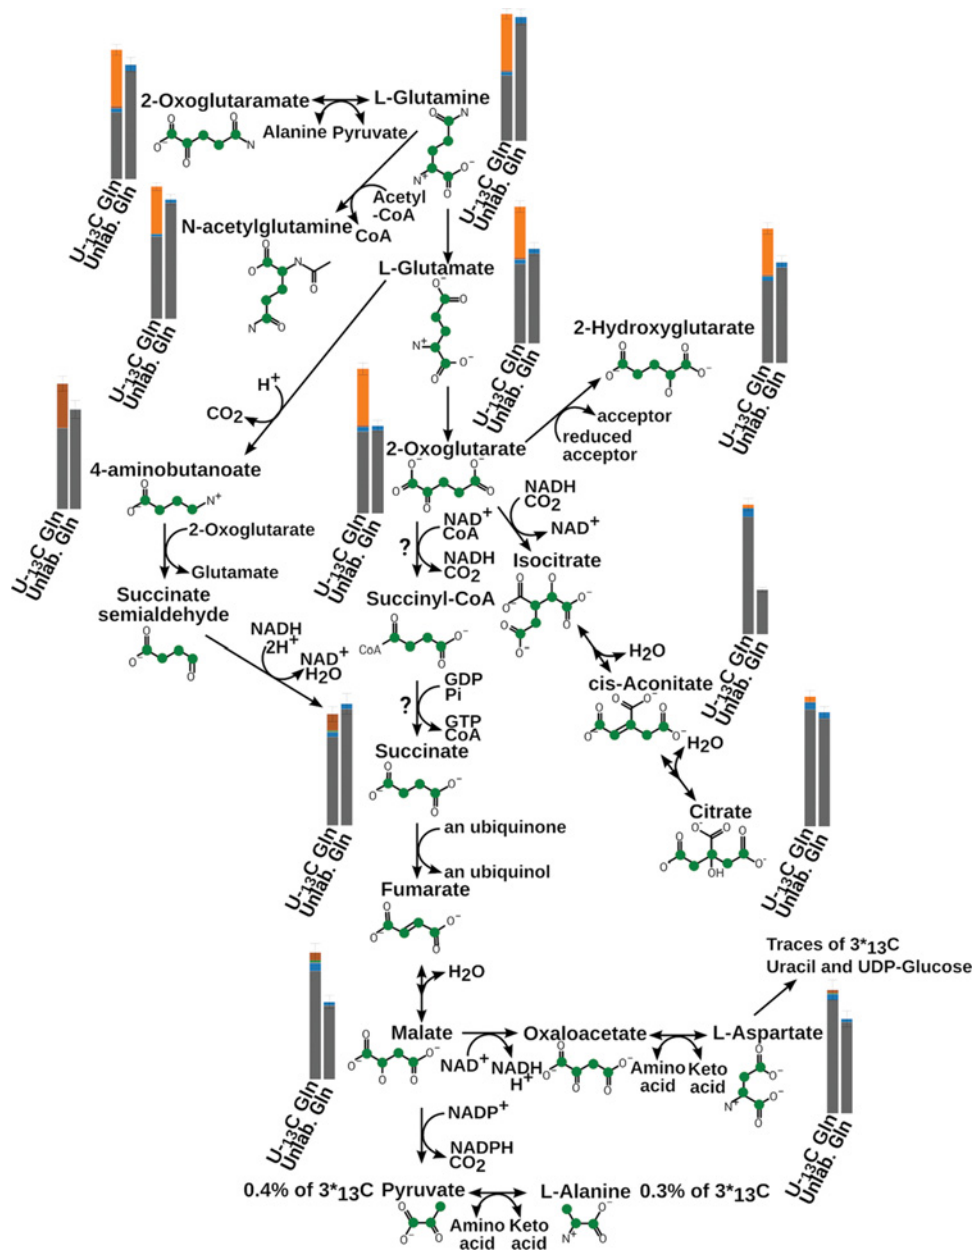 2-Oxoglutaramate
L-Glutamine
Alanine Pyruvate
U-13C Gln
Unlab. Gln
U-13C Gln
Unlab. Gln
Acetyl
-CoA
CoA
N-acetylglutamine
U-13C Gln
Unlab. Gln
L-Glutamate
U-13C Gln
Unlab. Gln
2-Hydroxyglutarate
U-13C Gln
Unlab. Gln
H+
CO2
acceptor
reduced
acceptor
2-Oxoglutarate
U-13C Gln
Unlab. Gln
4-aminobutanoate
U-13C Gln
Unlab. Gln
NADH
CO2
NAD+
NAD+
CoA
?
NADH
CO2
2-Oxoglutarate
Glutamate
Isocitrate
Succinate
semialdehyde
Succinyl-CoA
CoA
NADH
2H+
NAD+
H2O
H2O
cis-Aconitate
U-13C Gln
Unlab. Gln
GDP
Pi
?
GTP
CoA
Succinate
H2O
Citrate
U-13C Gln
Unlab. Gln
U-13C Gln
Unlab. Gln
an ubiquinone
an ubiquinol
Fumarate
H2O
Traces of 3*13C
Uracil and UDP-Glucose
Malate
Oxaloacetate
L-Aspartate
NAD+
NADH
H+
Amino
acid
Keto
acid
U-13C Gln
Unlab. Gln
U-13C Gln
Unlab. Gln
NADP+
NADPH
CO2
0.4% of 3*13C Pyruvate
L-Alanine 0.3% of 3*13C
Amino
acid
Keto
acid